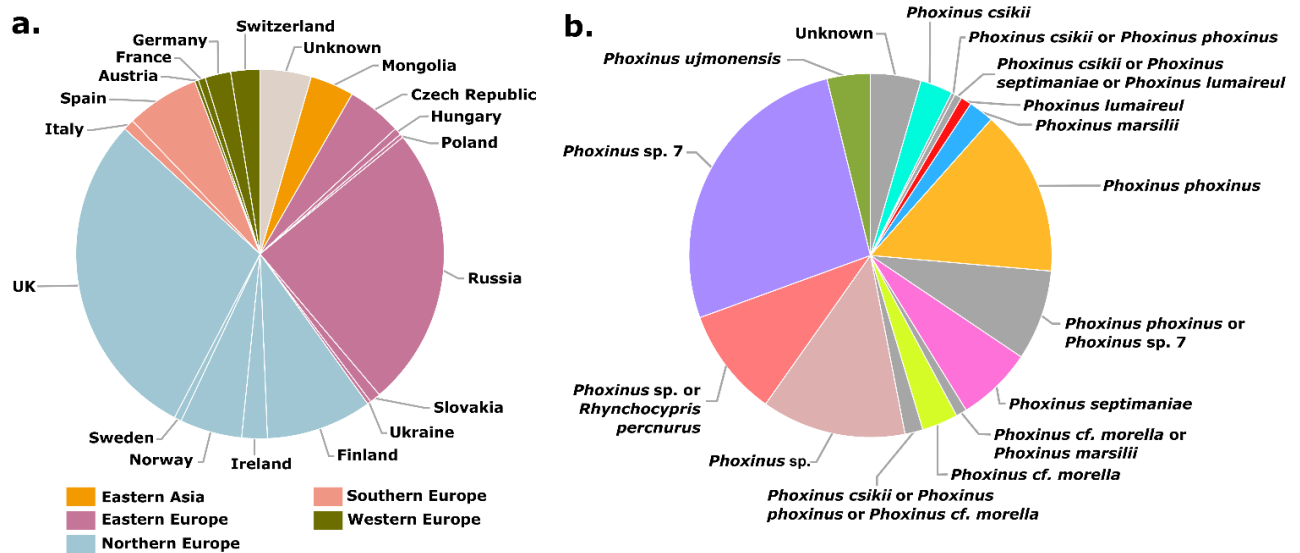 a.
Switzerland
Germany
France
Austria
Spain
Italy
UK
Sweden
Norway
Ireland
Finland
Ukraine
Slovakia
Russia
Poland
Hungary
Czech Republic
Mongolia
Unknown
Eastern Asia
Eastern Europe
Northern Europe
Southern Europe
Western Europe
b.
Unknown
Phoxinus csikii
Phoxinus csikii or Phoxinus phoxinus
Phoxinus csikii or Phoxinus
septimaniae or Phoxinus lumaireul
Phoxinus lumaireul
Phoxinus marsilii
Phoxinus phoxinus
Phoxinus phoxinus or
Phoxinus sp. 7
Phoxinus septimaniae
Phoxinus cf. morella or
Phoxinus marsilii
Phoxinus cf. morella
Phoxinus csikii or Phoxinus
phoxinus or Phoxinus cf. morella
Phoxinus sp.
Phoxinus sp. or
Rhynchocypris
percnurus
Phoxinus sp. 7
Phoxinus ujmonensis